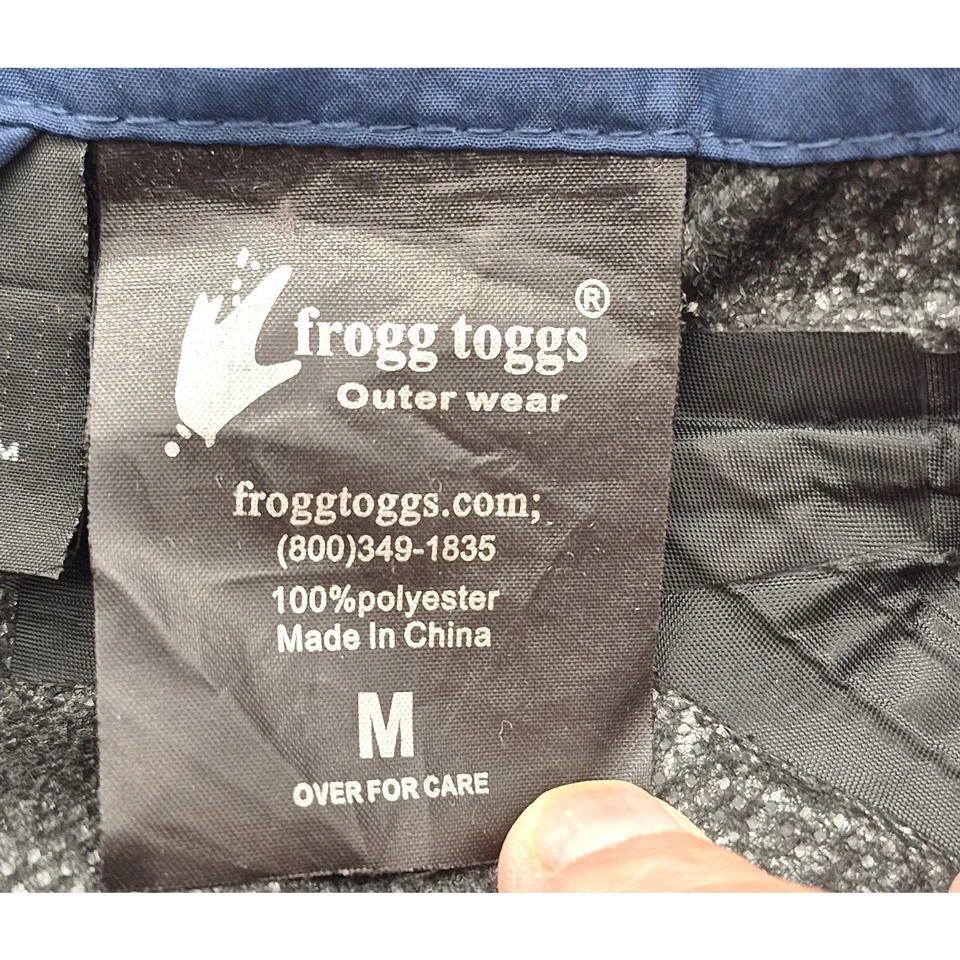 frogg toggs®
Outer wear
froggtoggs.com;
(800)349-1835
100%polyester
Made In China
M
OVER FOR CARE
M